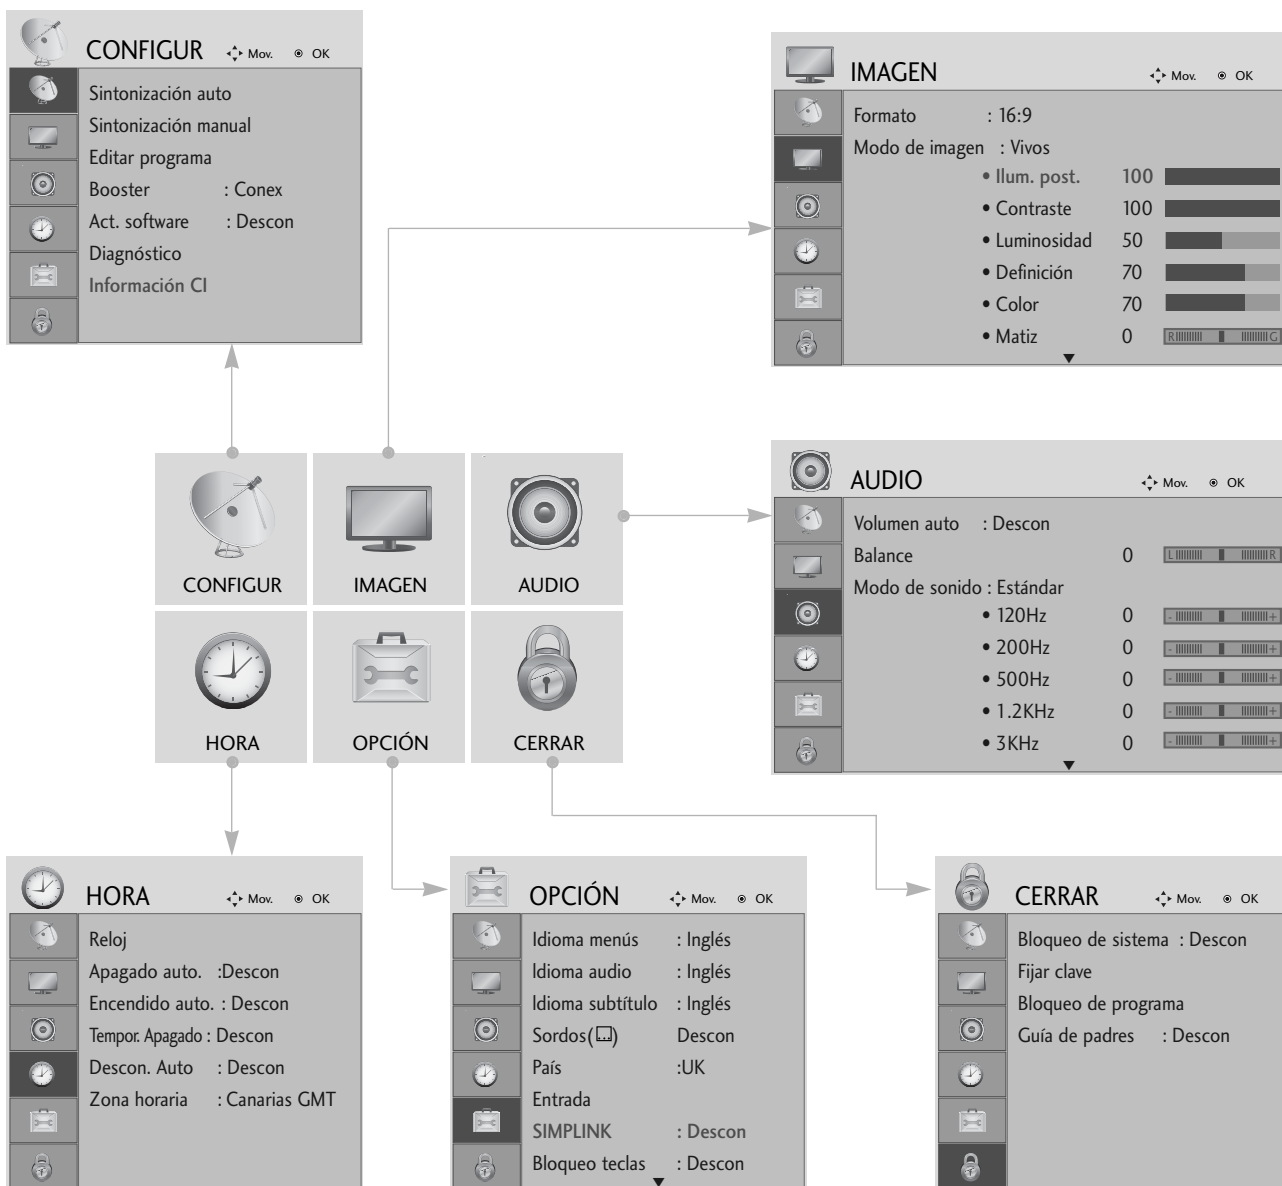 CONFIGUR Mov. OK
Sintonización auto
Sintonización manual
Editar programa
Booster : Conex
Act. software : Descon
Diagnóstico
Información CI
IMAGEN Mov. OK
Formato : 16:9
Modo de imagen : Vivos
• Ilum. post. 100
• Contraste 100
• Luminosidad 50
• Definición 70
• Color 70
• Matiz 0 R G
CONFIGUR IMAGEN AUDIO
HORA OPCIÓN CERRAR
AUDIO Mov. OK
Volumen auto : Descon
Balance 0 L R
Modo de sonido : Estándar
• 120Hz 0 - +
• 200Hz 0 - +
• 500Hz 0 - +
• 1.2KHz 0 - +
• 3KHz 0 - +
HORA Mov. OK
Reloj
Apagado auto. :Descon
Encendido auto. : Descon
Tempor. Apagado : Descon
Descon. Auto : Descon
Zona horaria : Canarias GMT
OPCIÓN Mov. OK
Idioma menús : Inglés
Idioma audio : Inglés
Idioma subtítulo : Inglés
Sordos( ) Descon
País :UK
Entrada
SIMPLINK : Descon
Bloqueo teclas : Descon
CERRAR Mov. OK
Bloqueo de sistema : Descon
Fijar clave
Bloqueo de programa
Guía de padres : Descon